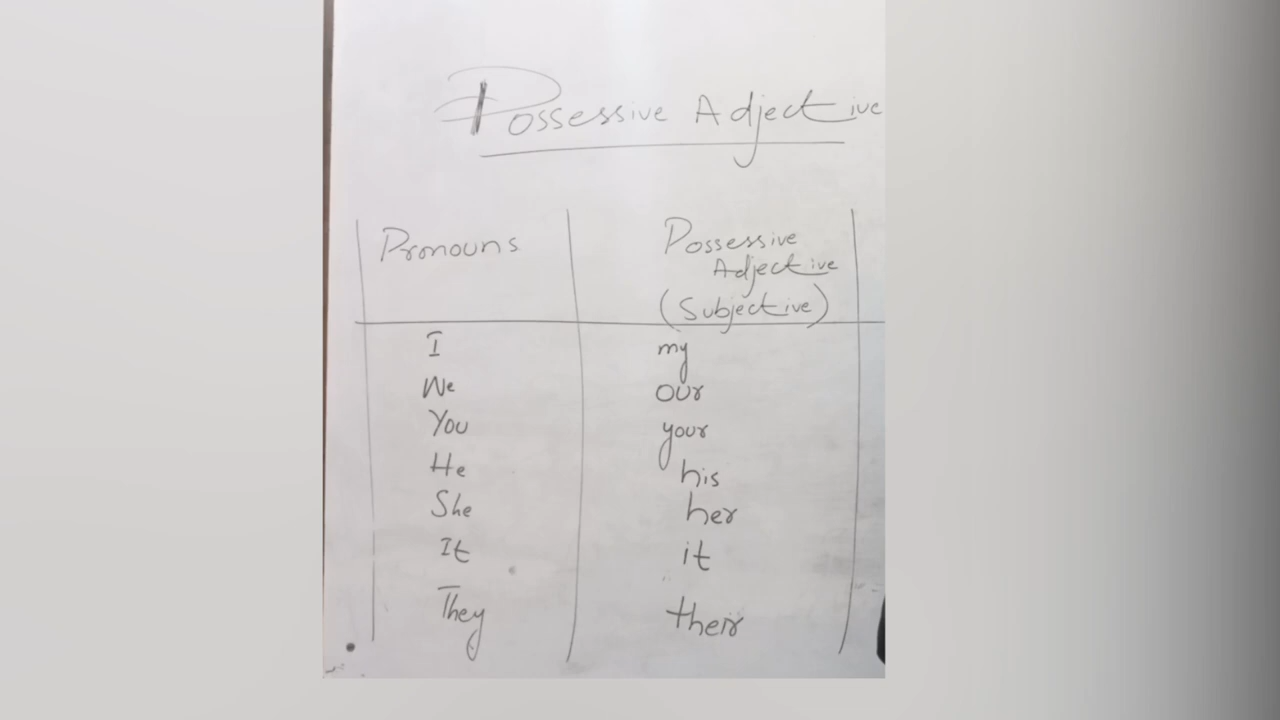 Possessive Adjective
Pronouns
Possessive
Adjective
(Subjective)
I my
We our
You your
He his
She her
It it
They their